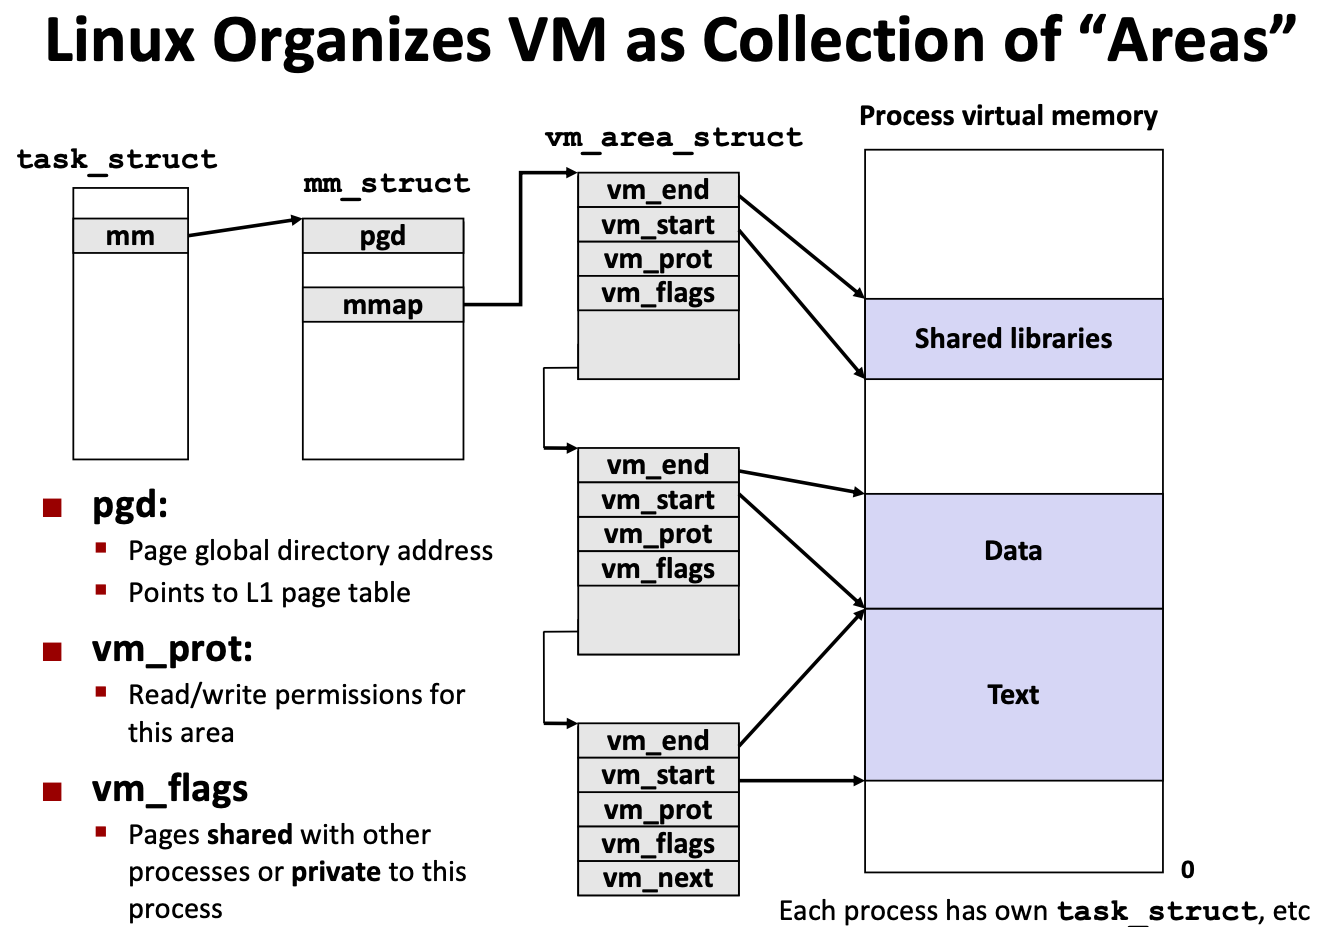 Linux Organizes VM as Collection of “Areas”
Process virtual memory
vm_area_struct
task_struct
mm_struct
mm
pgd
mmap
vm_end
vm_start
vm_prot
vm_flags
Shared libraries
vm_end
vm_start
vm_prot
vm_flags
Data
Text
vm_end
vm_start
vm_prot
vm_flags
vm_next
0
pgd:
Page global directory address
Points to L1 page table
vm_prot:
Read/write permissions for
this area
vm_flags
Pages shared with other
processes or private to this
process
Each process has own task_struct, etc